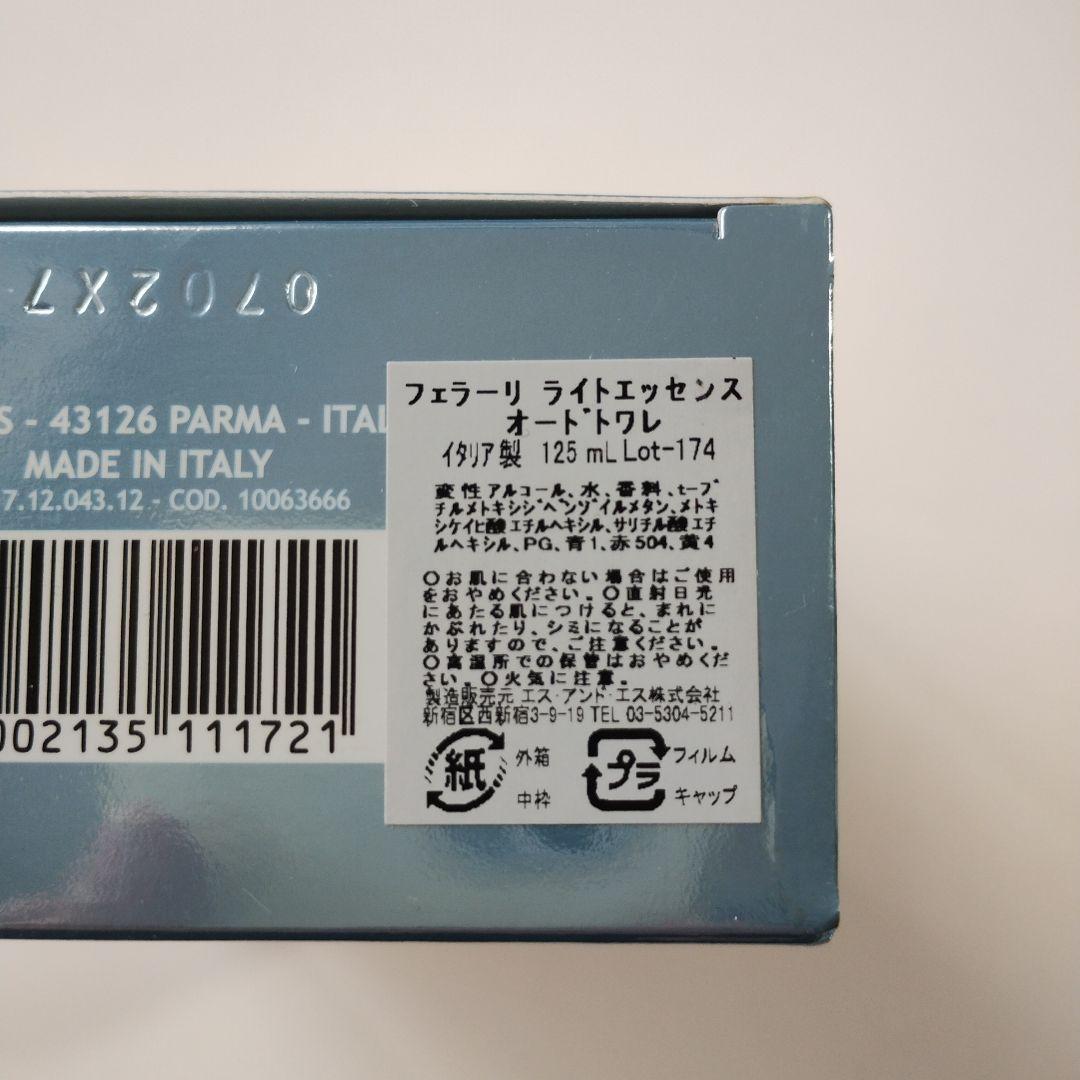 0702X7
S - 43126 PARMA - ITAL
MADE IN ITALY
7.12.043.12 - COD. 10063666
002135 111721
フェラーリ ライトエッセンス
オードトワレ
イタリア製 125 mL Lot-174
変性アルコール、水、香料、t-ブ
チルメトキシジベンゾイルメタン、メトキ
シケイヒ酸エチルヘキシル、サリチル酸エチ
ルヘキシル、PG、青1、赤504、黄4
○お肌に合わない場合はご使用
をおやめください。○直射日光
にあたる肌につけると、まれに
かぶれたり、シミになることが
ありますので、ご注意ください。
○高温所での保管はおやめくだ
さい。○火気に注意。
製造販売元 エス・アンド・エス株式会社
新宿区西新宿3-9-19 TEL 03-5304-5211
紙 外箱 中枠
プラ フィルム キャップ